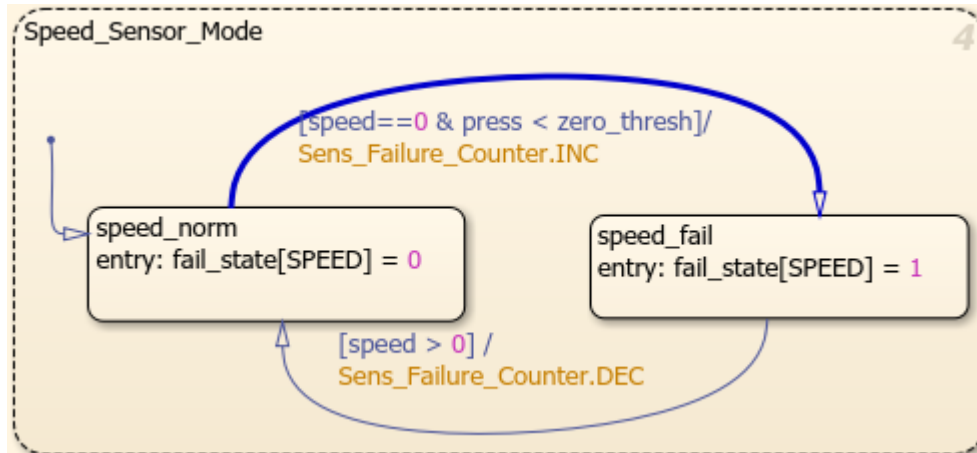 Speed_Sensor_Mode
4
[speed==0 & press < zero_thresh]/
Sens_Failure_Counter.INC
speed_norm
entry: fail_state[SPEED] = 0
speed_fail
entry: fail_state[SPEED] = 1
[speed > 0] /
Sens_Failure_Counter.DEC